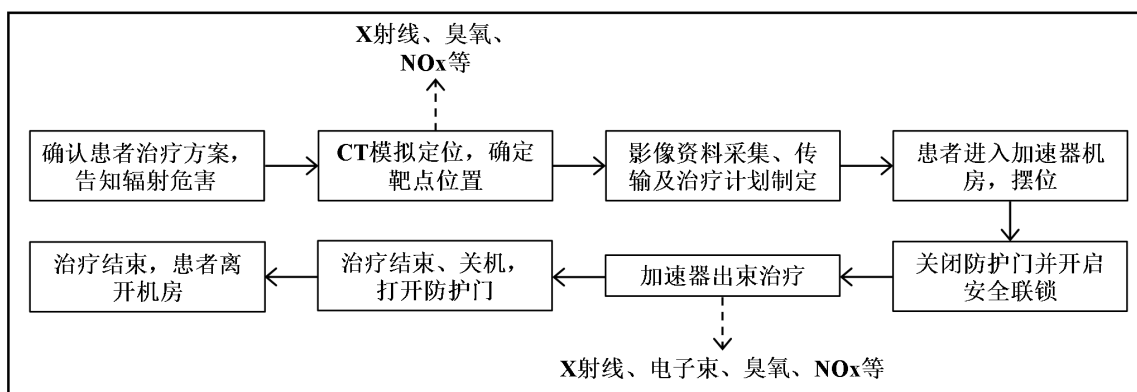 X射线、臭氧、
NOx等
确认患者治疗方案，
告知辐射危害
CT模拟定位，确定
靶点位置
影像资料采集、传
输及治疗计划制定
患者进入加速器机
房，摆位
关闭防护门并开启
安全联锁
加速器出束治疗
治疗结束、关机，
打开防护门
治疗结束，患者离
开机房
X射线、电子束、臭氧、NOx等